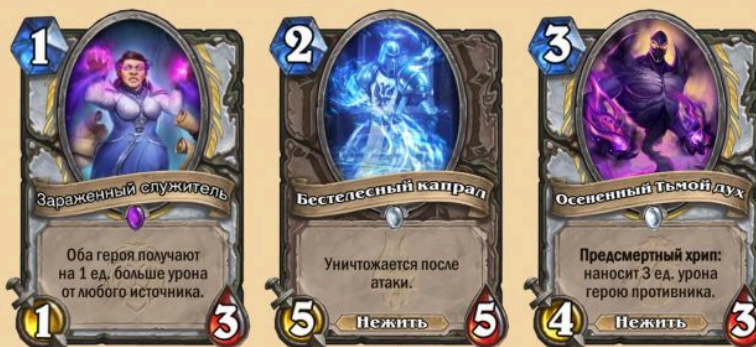 1
Зараженный служитель
Оба героя получают
на 1 ед. больше урона
от любого источника.
1
3
2
Бестелесный капрал
Уничтожается после
атаки.
5
Нежить
5
3
Осененный Тьмой дух
Предсмертный хрип:
наносит 3 ед. урона
герою противника.
4
Нежить
3